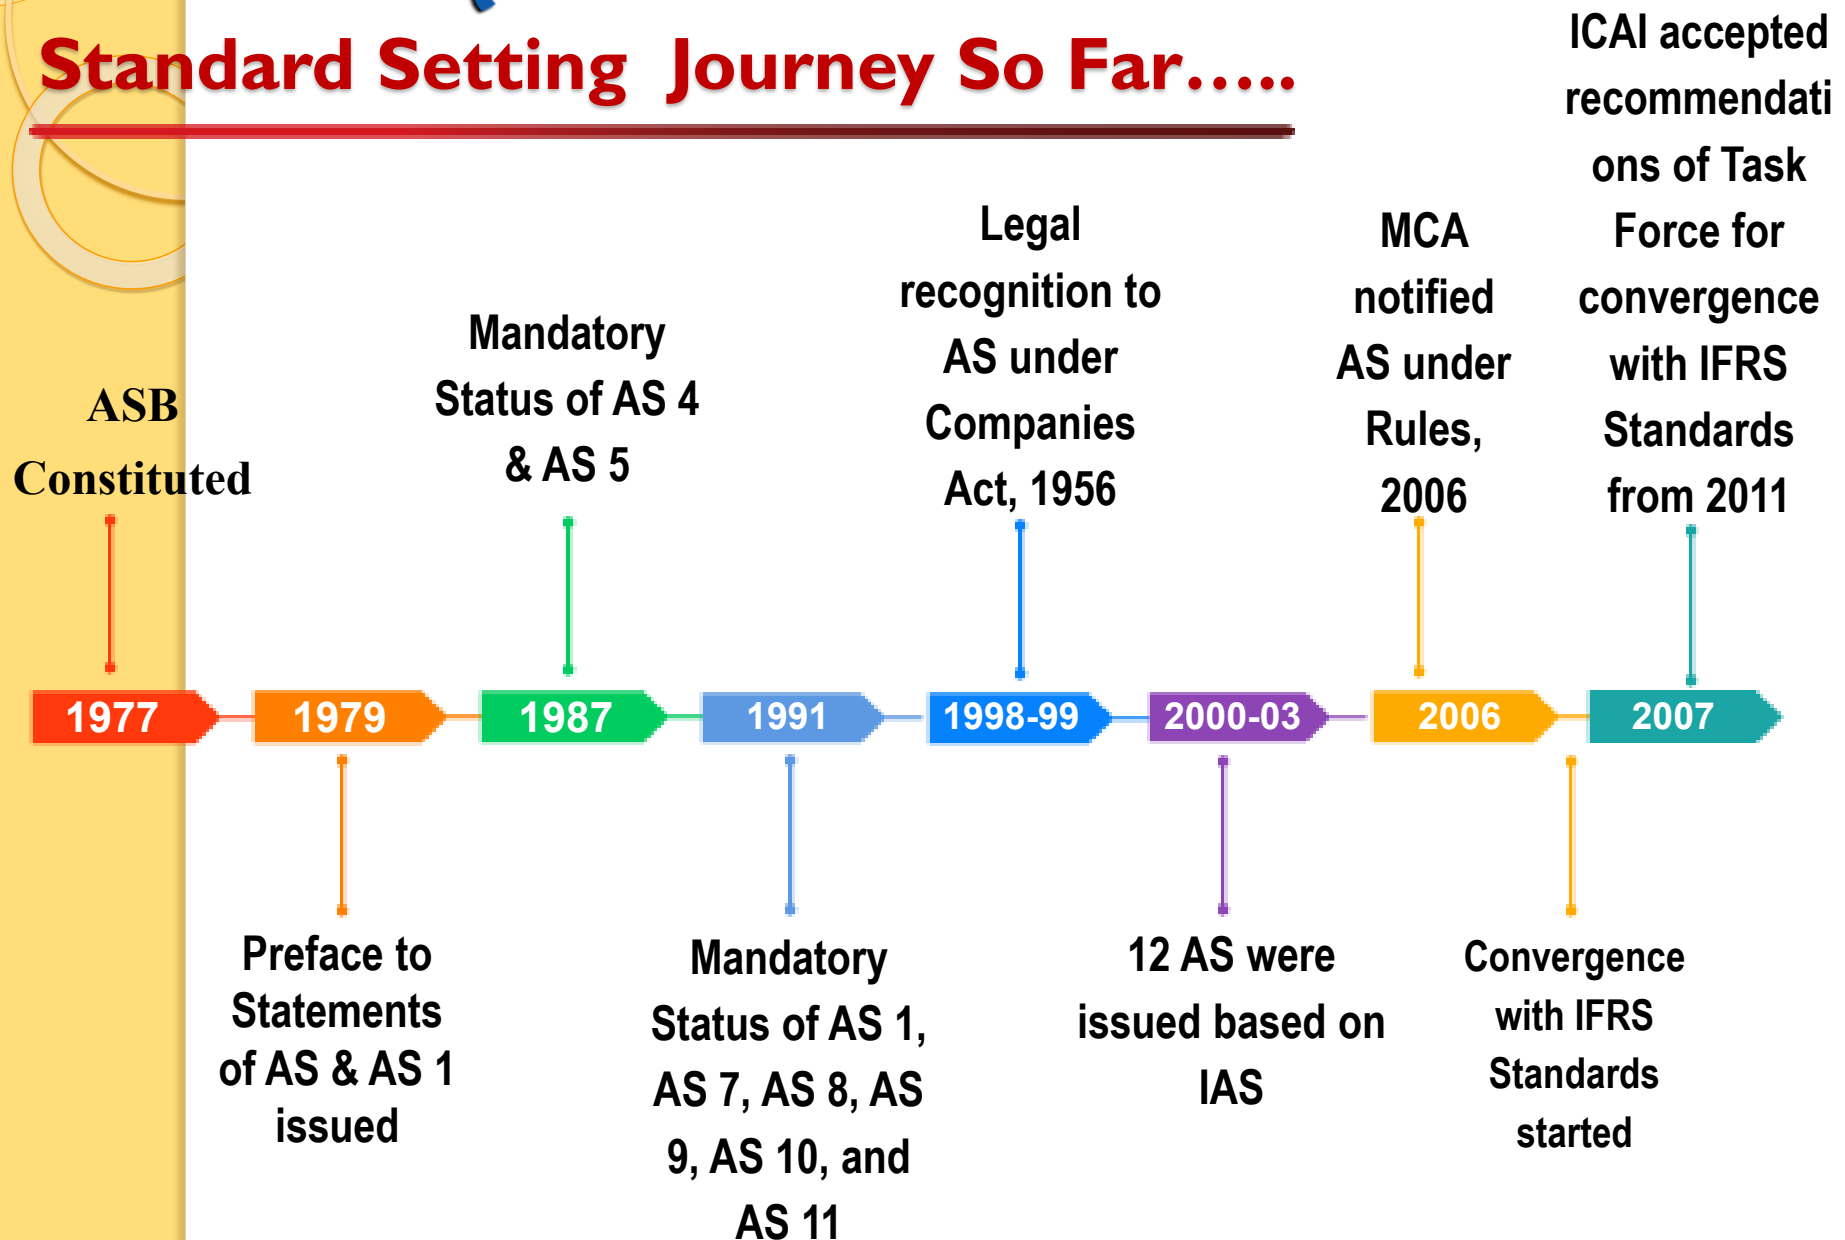 Standard Setting Journey So Far…..
ASB
Constituted
1977
1979
Preface to
Statements
of AS & AS 1
issued
Mandatory
Status of AS 4
& AS 5
1987
1991
Mandatory
Status of AS 1,
AS 7, AS 8, AS
9, AS 10, and
AS 11
Legal
recognition to
AS under
Companies
Act, 1956
1998-99
2000-03
12 AS were
issued based on
IAS
MCA
notified
AS under
Rules,
2006
2006
Convergence
with IFRS
Standards
started
ICAI accepted
recommendati
ons of Task
Force for
convergence
with IFRS
Standards
from 2011
2007